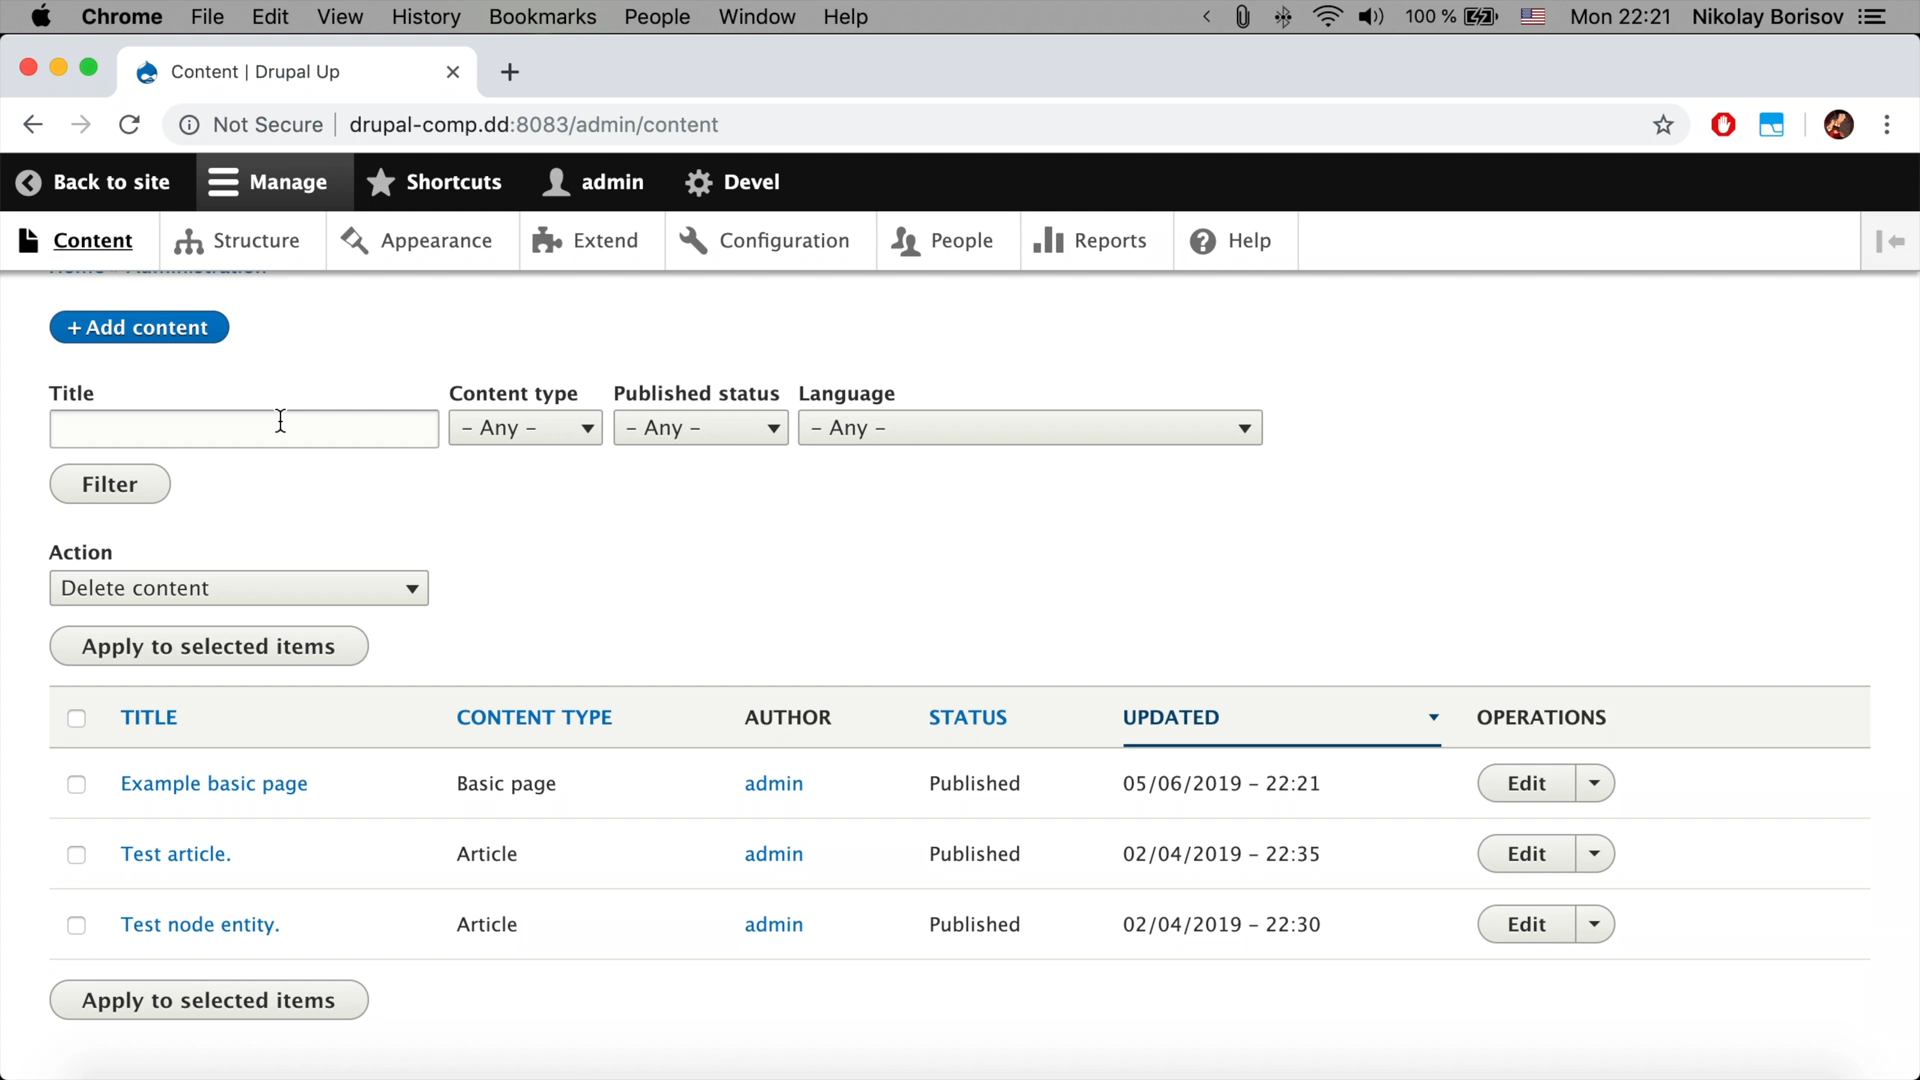 Chrome File Edit View History Bookmarks People Window Help 100 % Mon 22:21 Nikolay Borisov
Content | Drupal Up
Not Secure drupal-comp.dd:8083/admin/content
Back to site Manage Shortcuts admin Devel
Content Structure Appearance Extend Configuration People Reports Help
+ Add content
Title Content type Published status Language
– Any – – Any – – Any –
Filter
Action
Delete content
Apply to selected items
TITLE CONTENT TYPE AUTHOR STATUS UPDATED OPERATIONS
Example basic page Basic page admin Published 05/06/2019 – 22:21 Edit
Test article. Article admin Published 02/04/2019 – 22:35 Edit
Test node entity. Article admin Published 02/04/2019 – 22:30 Edit
Apply to selected items